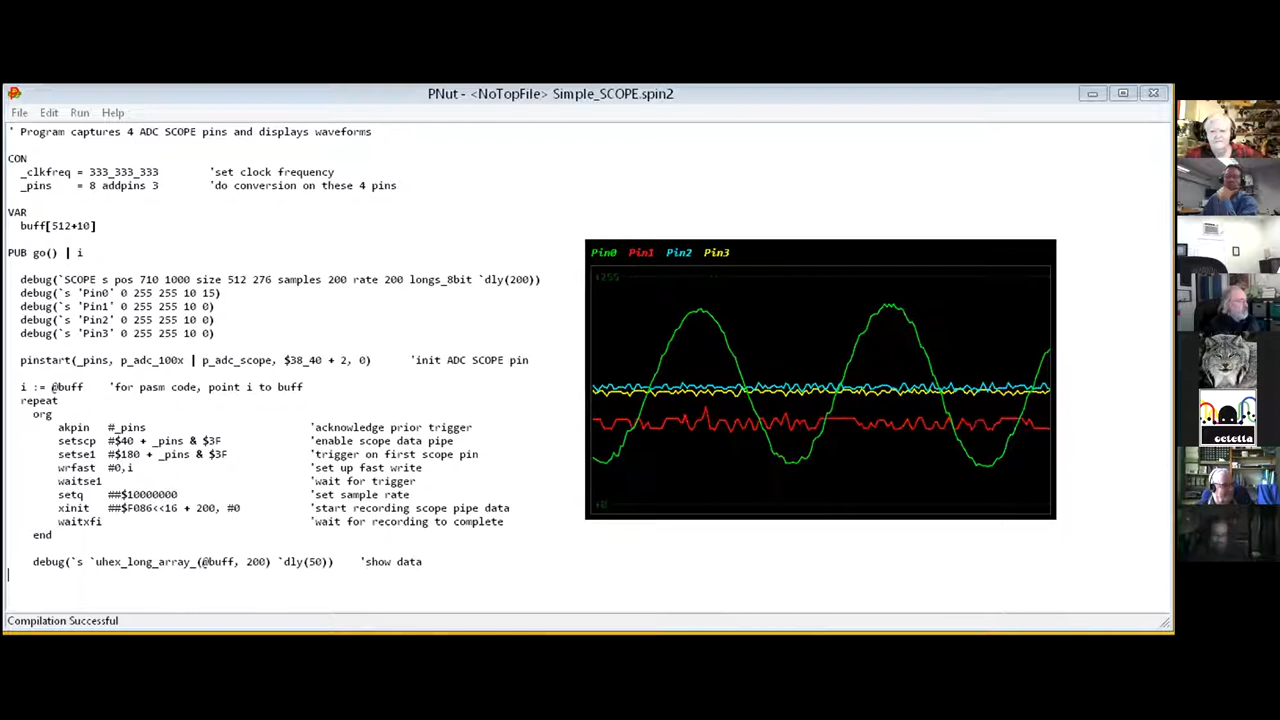 PNut - <NoTopFile> Simple_SCOPE.spin2
File Edit Run Help
' Program captures 4 ADC SCOPE pins and displays waveforms
CON
_clkfreq = 333_333_333 'set clock frequency
_pins = 8 addpins 3 'do conversion on these 4 pins
VAR
buff[512+10]
PUB go() | i
debug(`SCOPE s pos 710 1000 size 512 276 samples 200 rate 200 longs_8bit `dly(200))
debug(`s 'Pin0' 0 255 255 10 15)
debug(`s 'Pin1' 0 255 255 10 0)
debug(`s 'Pin2' 0 255 255 10 0)
debug(`s 'Pin3' 0 255 255 10 0)
pinstart(_pins, p_adc_100x | p_adc_scope, $38_40 + 2, 0) 'init ADC SCOPE pin
i := @buff 'for pasm code, point i to buff
repeat
org
akpin #_pins 'acknowledge prior trigger
setscp #$40 + _pins & $3F 'enable scope data pipe
setse1 #$180 + _pins & $3F 'trigger on first scope pin
wrfast #0,i 'set up fast write
waitse1 'wait for trigger
setq ##$10000000 'set sample rate
xinit ##$F086<<16 + 200, #0 'start recording scope pipe data
waitxfi 'wait for recording to complete
end
debug(`s `uhex_long_array_(@buff, 200) `dly(50)) 'show data
Compilation Successful
Pin0 Pin1 Pin2 Pin3
+255
+0